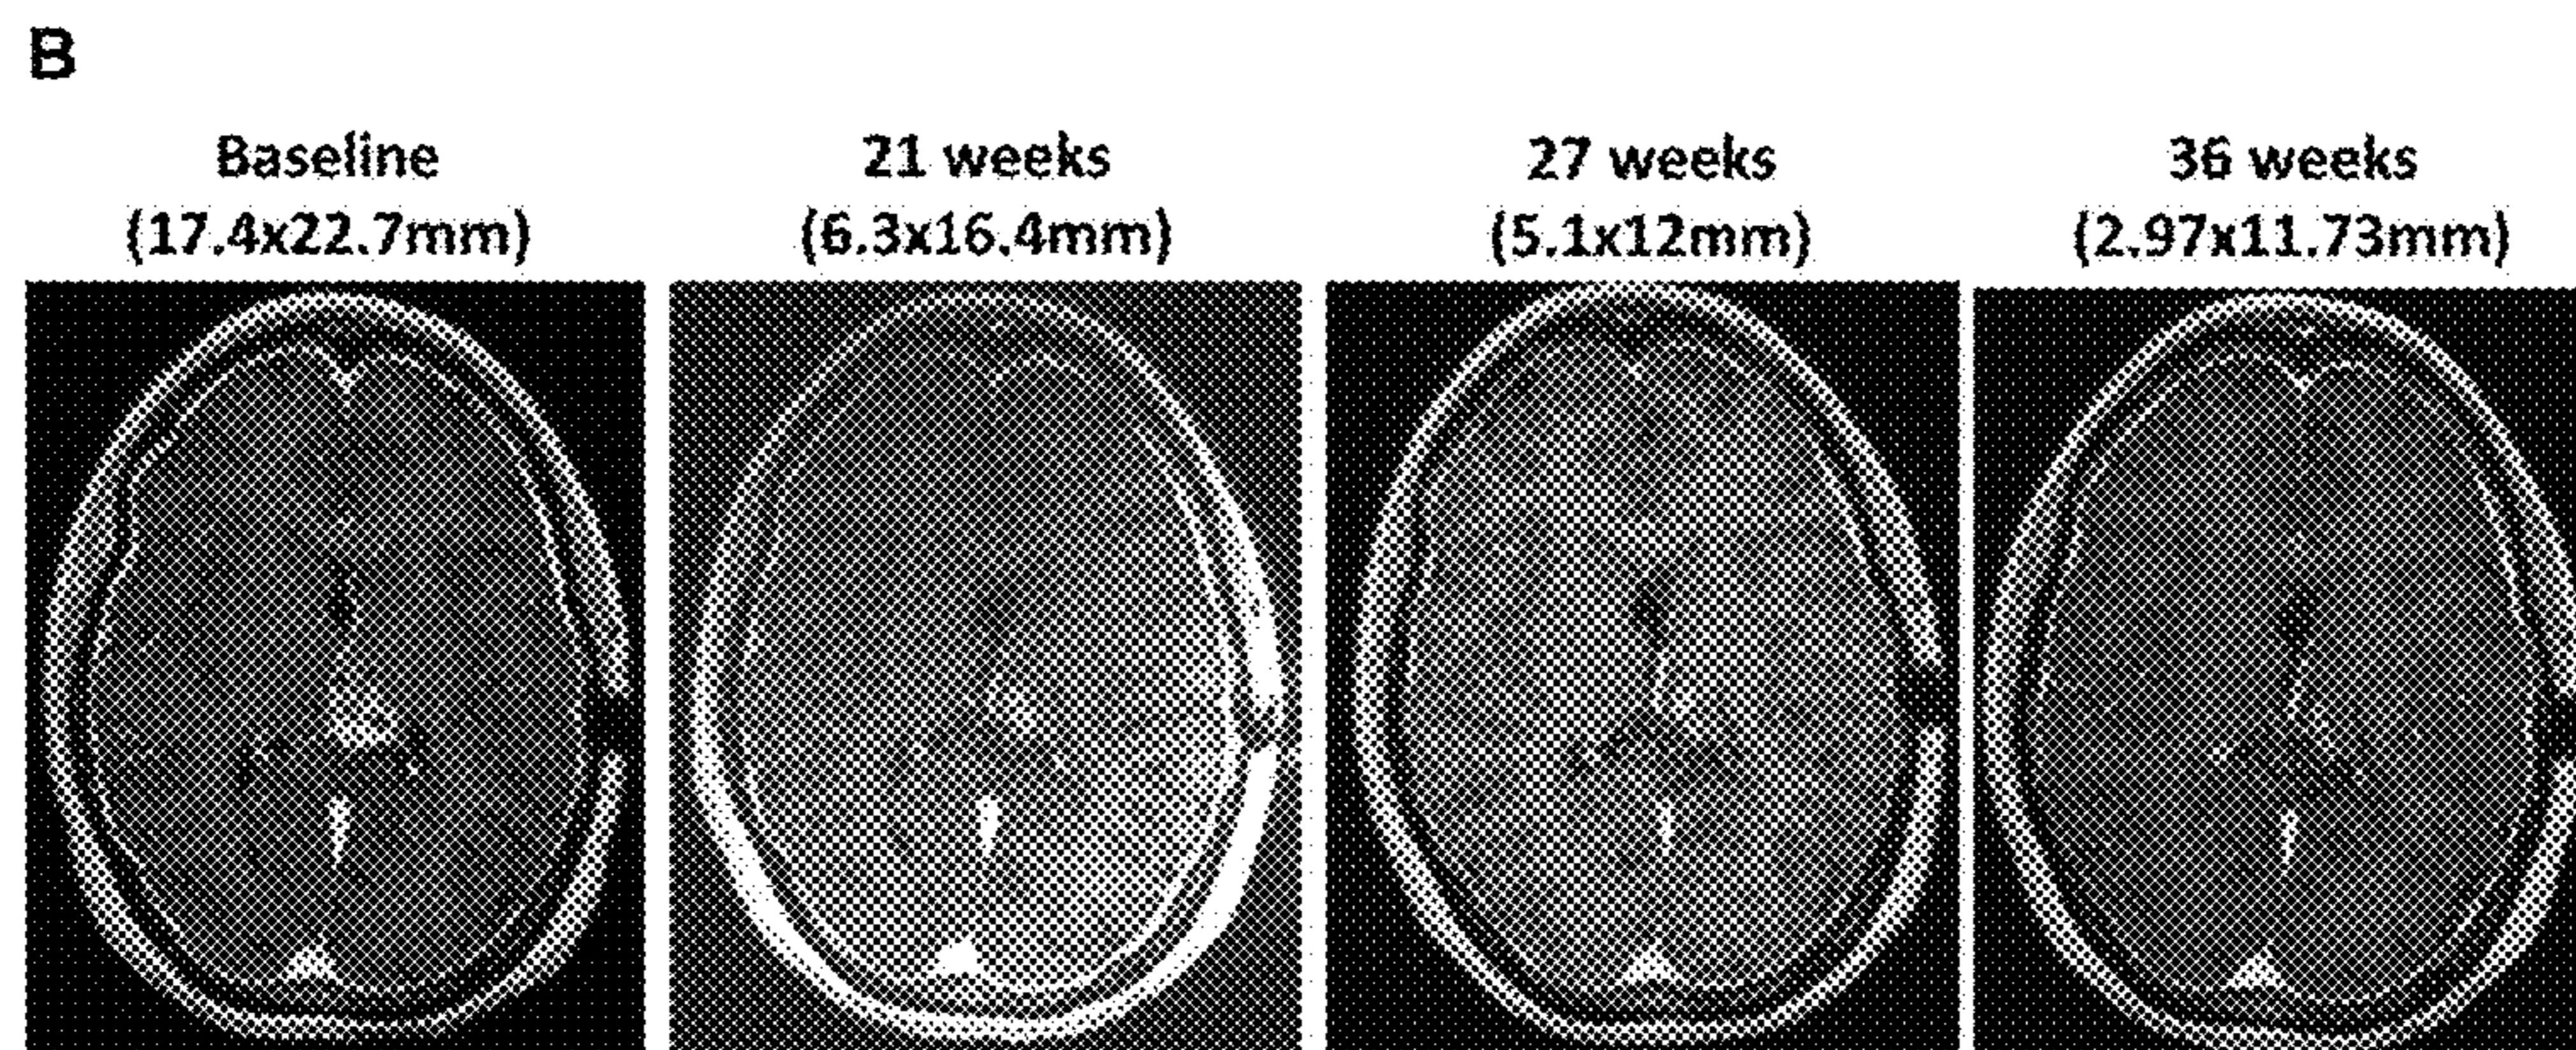 B
Baseline
(17.4x22.7mm)
21 weeks
(6.3x16.4mm)
27 weeks
(5.1x12mm)
36 weeks
(2.97x11.73mm)